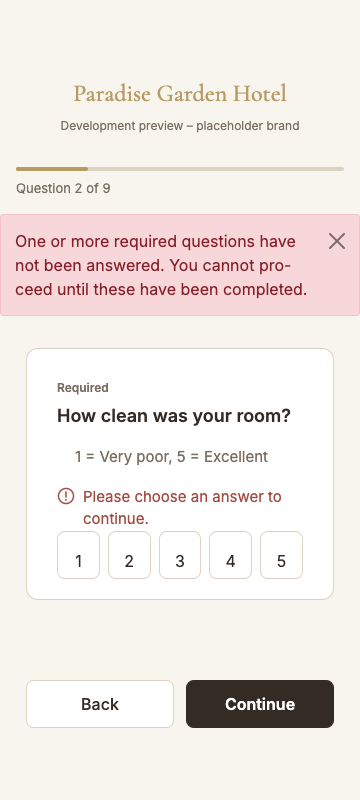 Paradise Garden Hotel
Development preview – placeholder brand
Question 2 of 9
One or more required questions have
not been answered. You cannot pro-
ceed until these have been completed.
Required
How clean was your room?
1 = Very poor, 5 = Excellent
Please choose an answer to
continue.
1 2 3 4 5
Back Continue